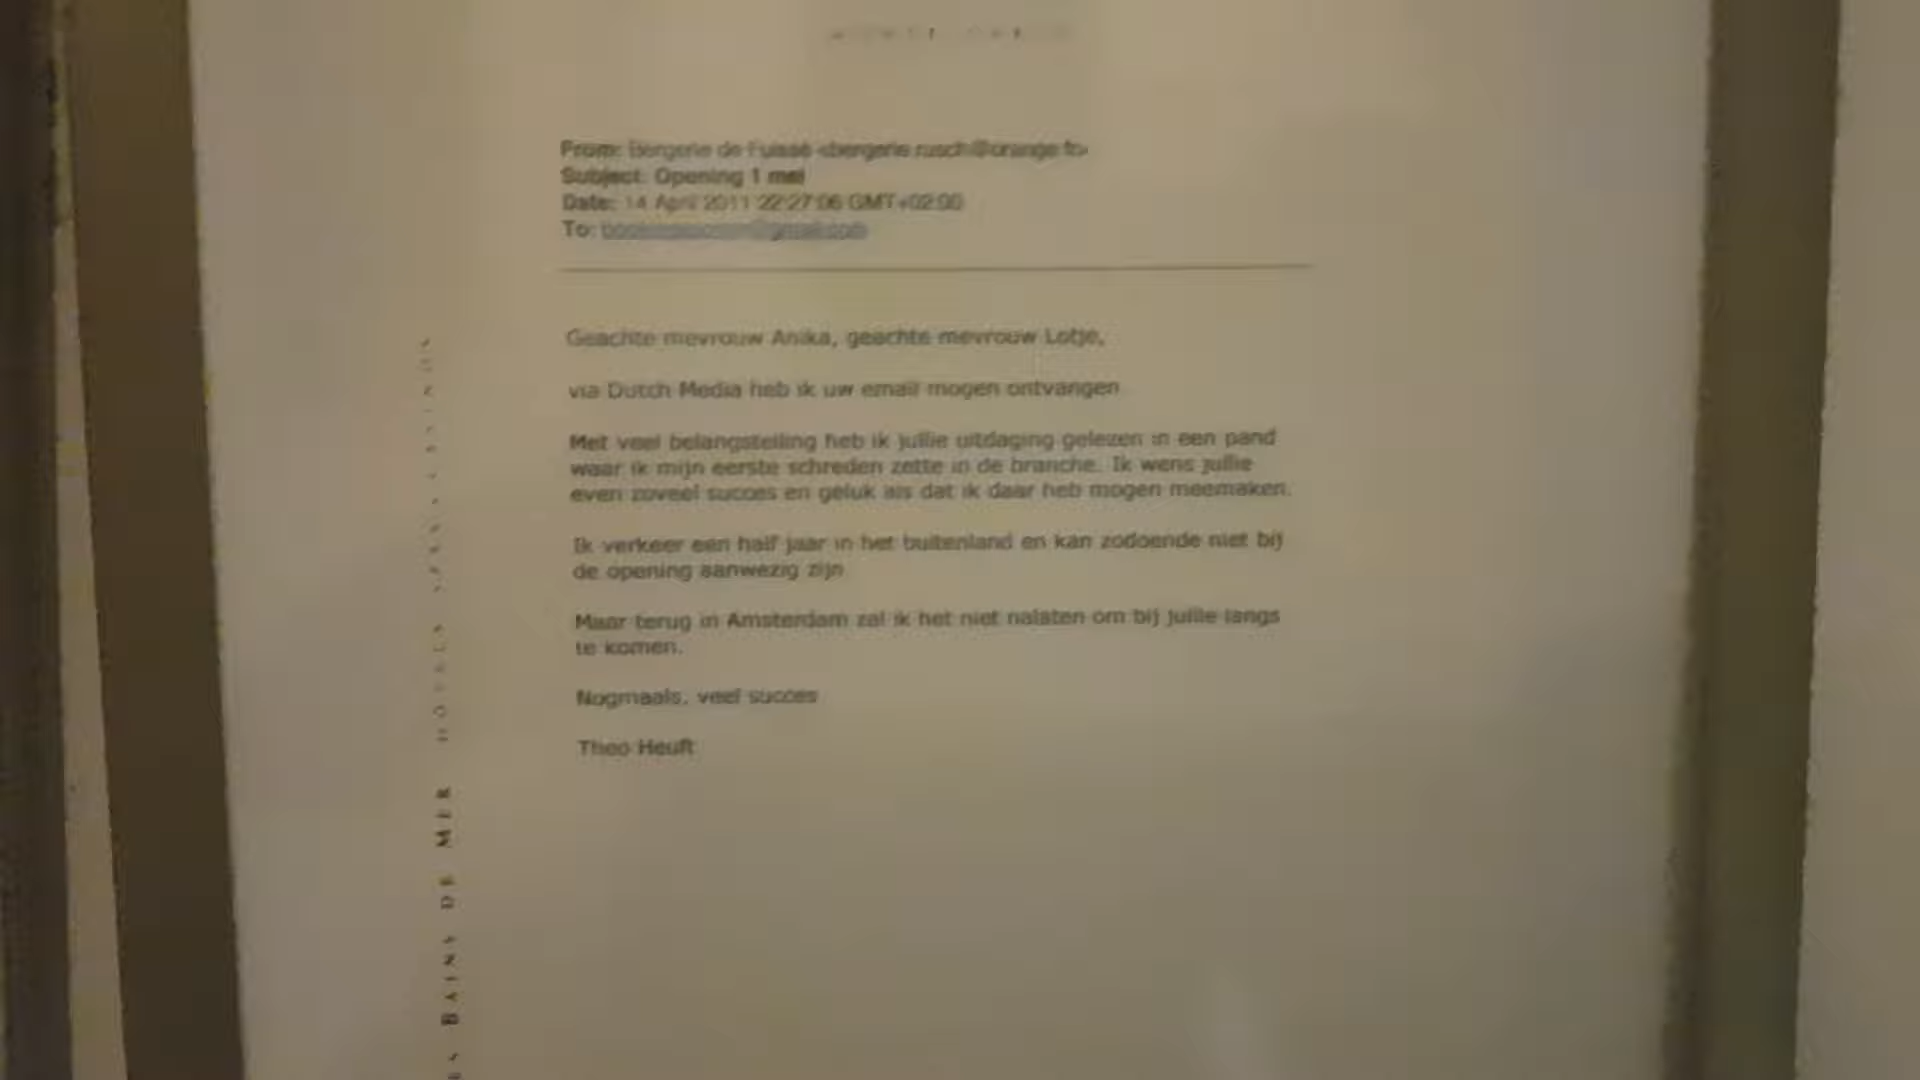 From: Bergerie de Fuissé <bergerie.rusch@orange.fr>
Subject: Opening 1 mei
Date: 14 April 2011 22:27:06 GMT+02:00
To:
Geachte mevrouw Anika, geachte mevrouw Lotje,
via Dutch Media heb ik uw email mogen ontvangen
Met veel belangstelling heb ik jullie uitdaging gelezen in een pand
waar ik mijn eerste schreden zette in de branche. Ik wens jullie
even zoveel succes en geluk als dat ik daar heb mogen meemaken.
Ik verkeer een half jaar in het buitenland en kan zodoende niet bij
de opening aanwezig zijn
Maar terug in Amsterdam zal ik het niet nalaten om bij jullie langs
te komen.
Nogmaals, veel succes
Theo Heuft
BAINS DE MER